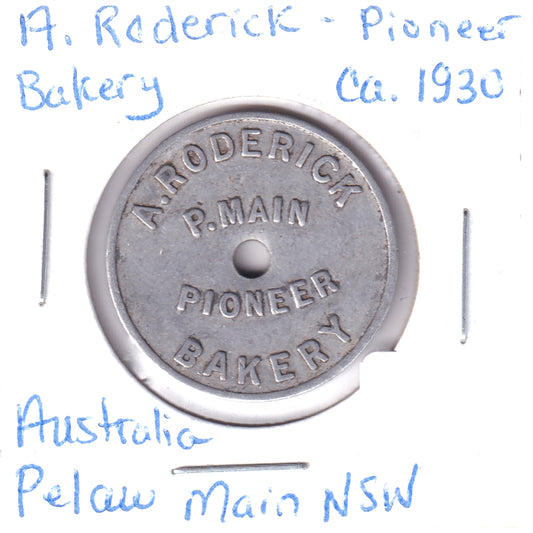 A. Roderick - Pioneer
Bakery Ca. 1930
A. RODERICK
P. MAIN
PIONEER
BAKERY
Australia
Pelaw Main NSW